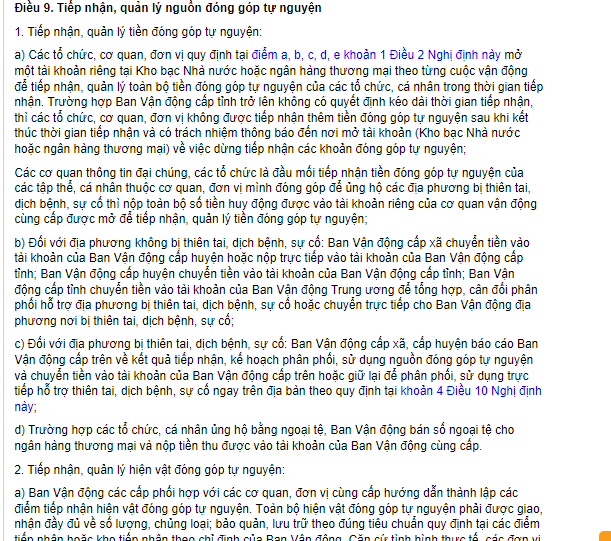 Điều 9. Tiếp nhận, quản lý nguồn đóng góp tự nguyện
1. Tiếp nhận, quản lý tiền đóng góp tự nguyện:
a) Các tổ chức, cơ quan, đơn vị quy định tại điểm a, b, c, d, e khoản 1 Điều 2 Nghị định này mở
một tài khoản riêng tại Kho bạc Nhà nước hoặc ngân hàng thương mại theo từng cuộc vận động
để tiếp nhận, quản lý toàn bộ tiền đóng góp tự nguyện của các tổ chức, cá nhân trong thời gian tiếp
nhận. Trường hợp Ban Vận động cấp tỉnh trở lên không có quyết định kéo dài thời gian tiếp nhận,
thì các tổ chức, cơ quan, đơn vị không được tiếp nhận thêm tiền đóng góp tự nguyện sau khi kết
thúc thời gian tiếp nhận và có trách nhiệm thông báo đến nơi mở tài khoản (Kho bạc Nhà nước
hoặc ngân hàng thương mại) về việc dừng tiếp nhận các khoản đóng góp tự nguyện;
Các cơ quan thông tin đại chúng, các tổ chức là đầu mối tiếp nhận tiền đóng góp tự nguyện của
các tập thể, cá nhân thuộc cơ quan, đơn vị mình đóng góp để ủng hộ các địa phương bị thiên tai,
dịch bệnh, sự cố thì nộp toàn bộ số tiền huy động được vào tài khoản riêng của cơ quan vận động
cùng cấp được mở để tiếp nhận, quản lý tiền đóng góp tự nguyện;
b) Đối với địa phương không bị thiên tai, dịch bệnh, sự cố: Ban Vận động cấp xã chuyển tiền vào
tài khoản của Ban Vận động cấp huyện hoặc nộp trực tiếp vào tài khoản của Ban Vận động cấp
tỉnh; Ban Vận động cấp huyện chuyển tiền vào tài khoản của Ban Vận động cấp tỉnh; Ban Vận
động cấp tỉnh chuyển tiền vào tài khoản của Ban Vận động Trung ương để tổng hợp, cân đối phân
phối hỗ trợ địa phương bị thiên tai, dịch bệnh, sự cố hoặc chuyển trực tiếp cho Ban Vận động địa
phương nơi bị thiên tai, dịch bệnh, sự cố;
c) Đối với địa phương bị thiên tai, dịch bệnh, sự cố: Ban Vận động cấp xã, cấp huyện báo cáo Ban
Vận động cấp trên về kết quả tiếp nhận, kế hoạch phân phối, sử dụng nguồn đóng góp tự nguyện
và chuyển tiền vào tài khoản của Ban Vận động cấp trên hoặc giữ lại để phân phối, sử dụng trực
tiếp hỗ trợ thiên tai, dịch bệnh, sự cố ngay trên địa bàn theo quy định tại khoản 4 Điều 10 Nghị định
này;
d) Trường hợp các tổ chức, cá nhân ủng hộ bằng ngoại tệ, Ban Vận động bán số ngoại tệ cho
ngân hàng thương mại và nộp tiền thu được vào tài khoản của Ban Vận động cùng cấp.
2. Tiếp nhận, quản lý hiện vật đóng góp tự nguyện:
a) Ban Vận động các cấp phối hợp với các cơ quan, đơn vị cùng cấp hướng dẫn thành lập các
điểm tiếp nhận hiện vật đóng góp tự nguyện. Toàn bộ hiện vật đóng góp tự nguyện phải được giao,
nhận đầy đủ về số lượng, chủng loại; bảo quản, lưu trữ theo đúng tiêu chuẩn quy định tại các điểm
tiếp nhận hoặc kho tiếp nhận theo chỉ định của Ban Vận động. Căn cứ tình hình thực tế, các đơn vị